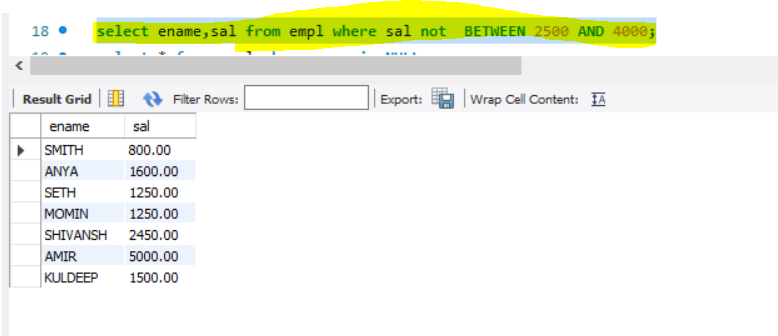 18 select ename,sal from empl where sal not BETWEEN 2500 AND 4000;
Result Grid Filter Rows: Export: Wrap Cell Content: IA
ename sal
SMITH 800.00
ANYA 1600.00
SETH 1250.00
MOMIN 1250.00
SHIVANSH 2450.00
AMIR 5000.00
KULDEEP 1500.00